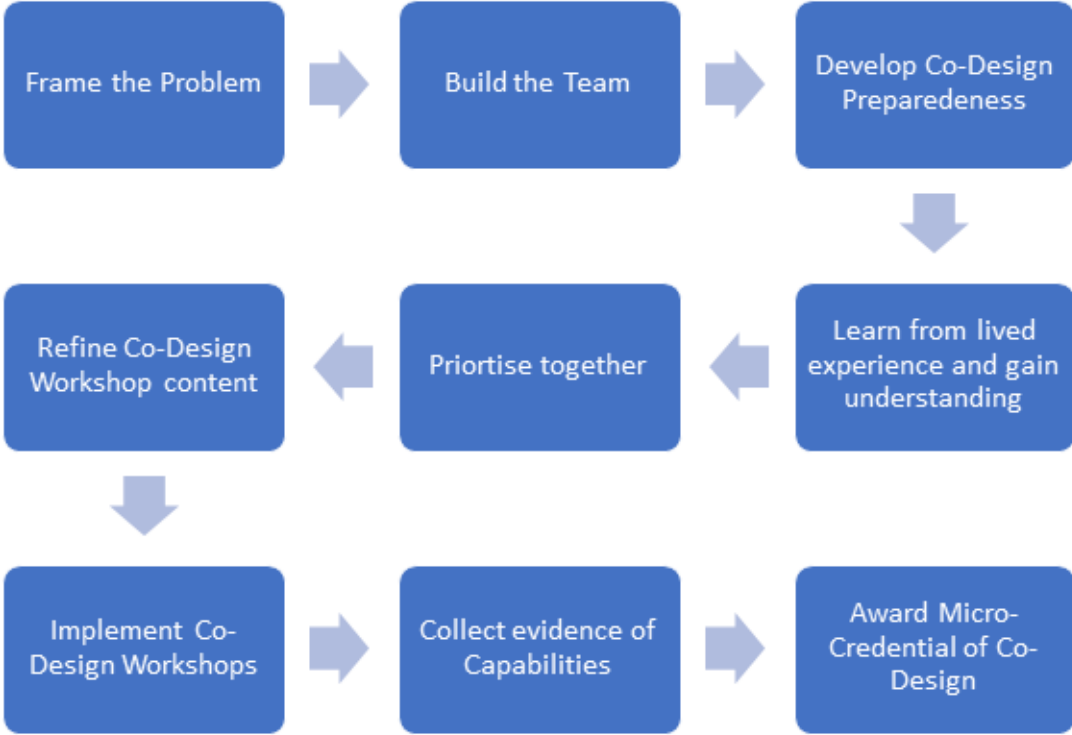 Frame the Problem
Build the Team
Develop Co-Design
Preparedeness
Learn from lived
experience and gain
understanding
Priortise together
Refine Co-Design
Workshop content
Implement Co-
Design Workshops
Collect evidence of
Capabilities
Award Micro-
Credential of Co-
Design